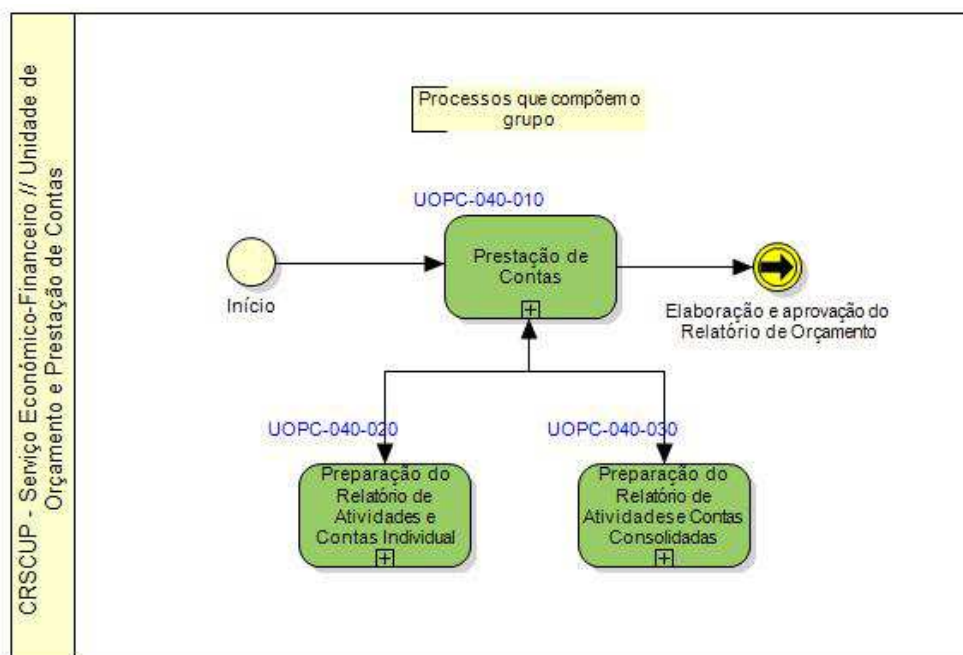 CRSCUP - Serviço Económico-Financeiro // Unidade de
Orçamento e Prestação de Contas
Processos que compõem o
grupo
UOPC-040-010
Prestação de
Contas
Início
Elaboração e aprovação do
Relatório de Orçamento
UOPC-040-020
Preparação do
Relatório de
Atividades e
Contas Individual
UOPC-040-030
Preparação do
Relatório de
Atividades e Contas
Consolidadas